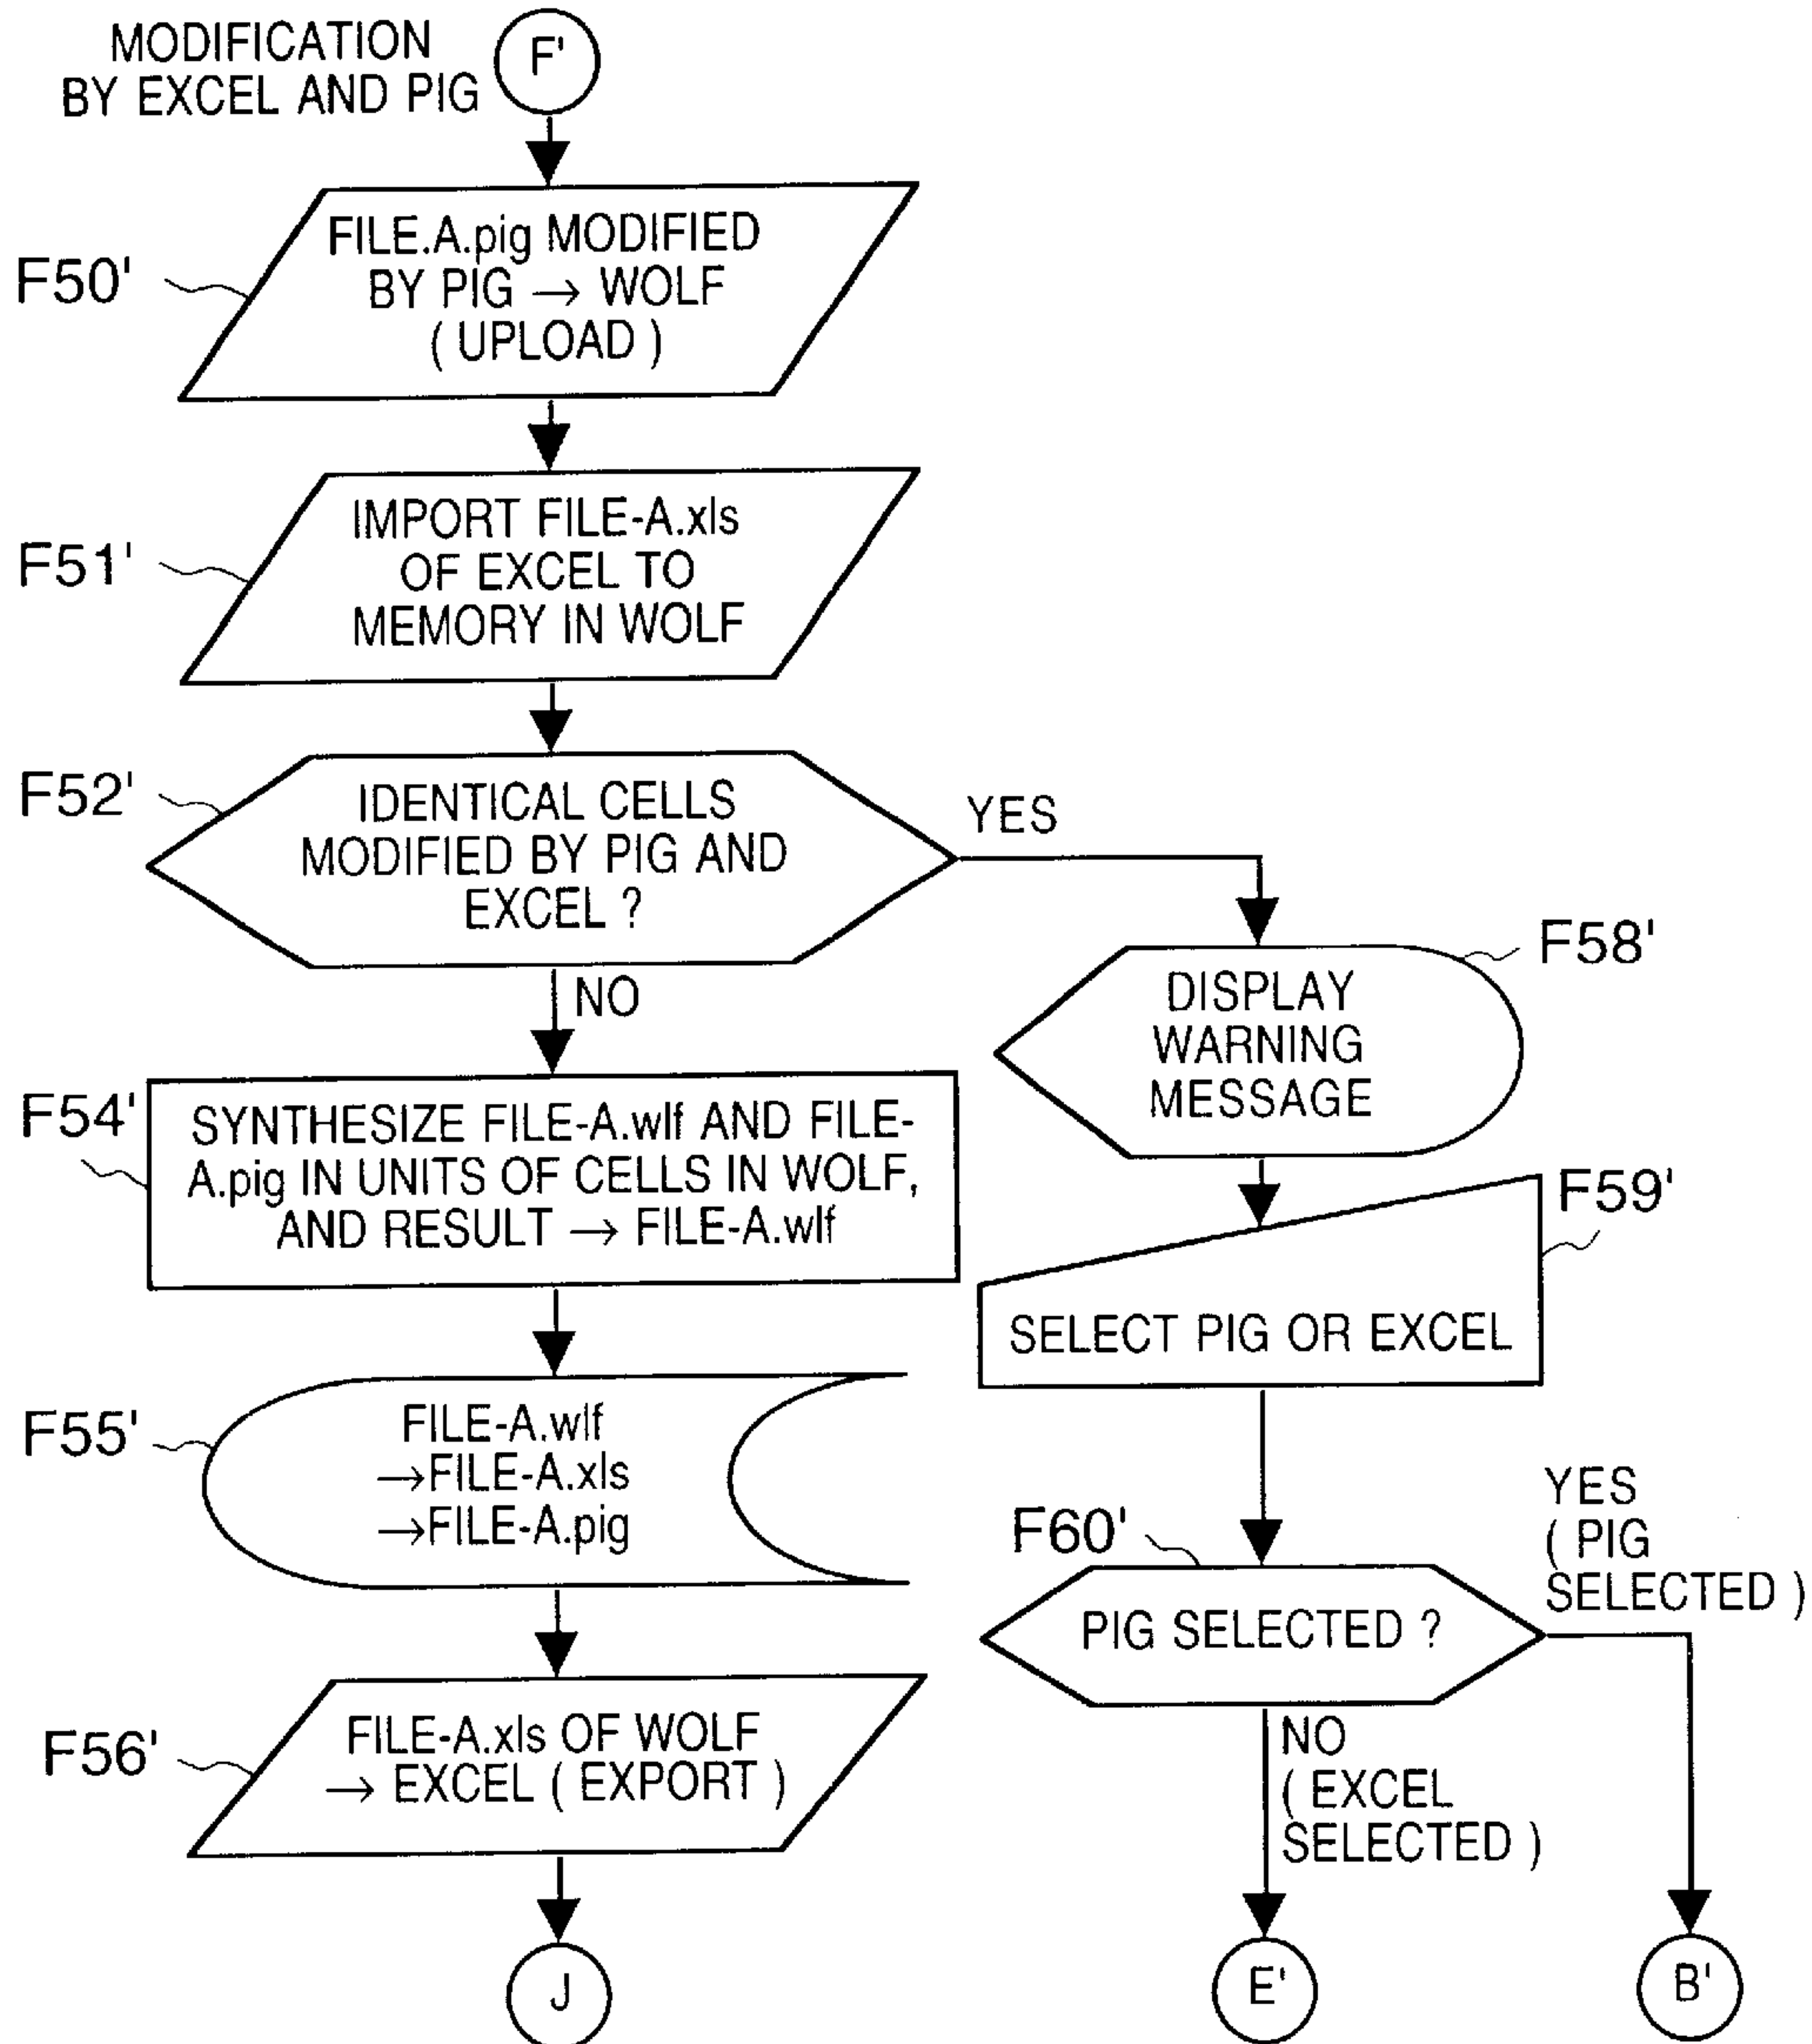 MODIFICATION
BY EXCEL AND PIG
F'
F50'
FILE.A.pig MODIFIED
BY PIG → WOLF
( UPLOAD )
F51'
IMPORT FILE-A.xls
OF EXCEL TO
MEMORY IN WOLF
F52'
IDENTICAL CELLS
MODIFIED BY PIG AND
EXCEL ?
YES
NO
F58'
DISPLAY
WARNING
MESSAGE
F54'
SYNTHESIZE FILE-A.wlf AND FILE-
A.pig IN UNITS OF CELLS IN WOLF,
AND RESULT → FILE-A.wlf
F59'
SELECT PIG OR EXCEL
F55'
FILE-A.wlf
→FILE-A.xls
→FILE-A.pig
F60'
PIG SELECTED ?
YES
( PIG
SELECTED )
F56'
FILE-A.xls OF WOLF
→ EXCEL ( EXPORT )
NO
( EXCEL
SELECTED )
J
E'
B'